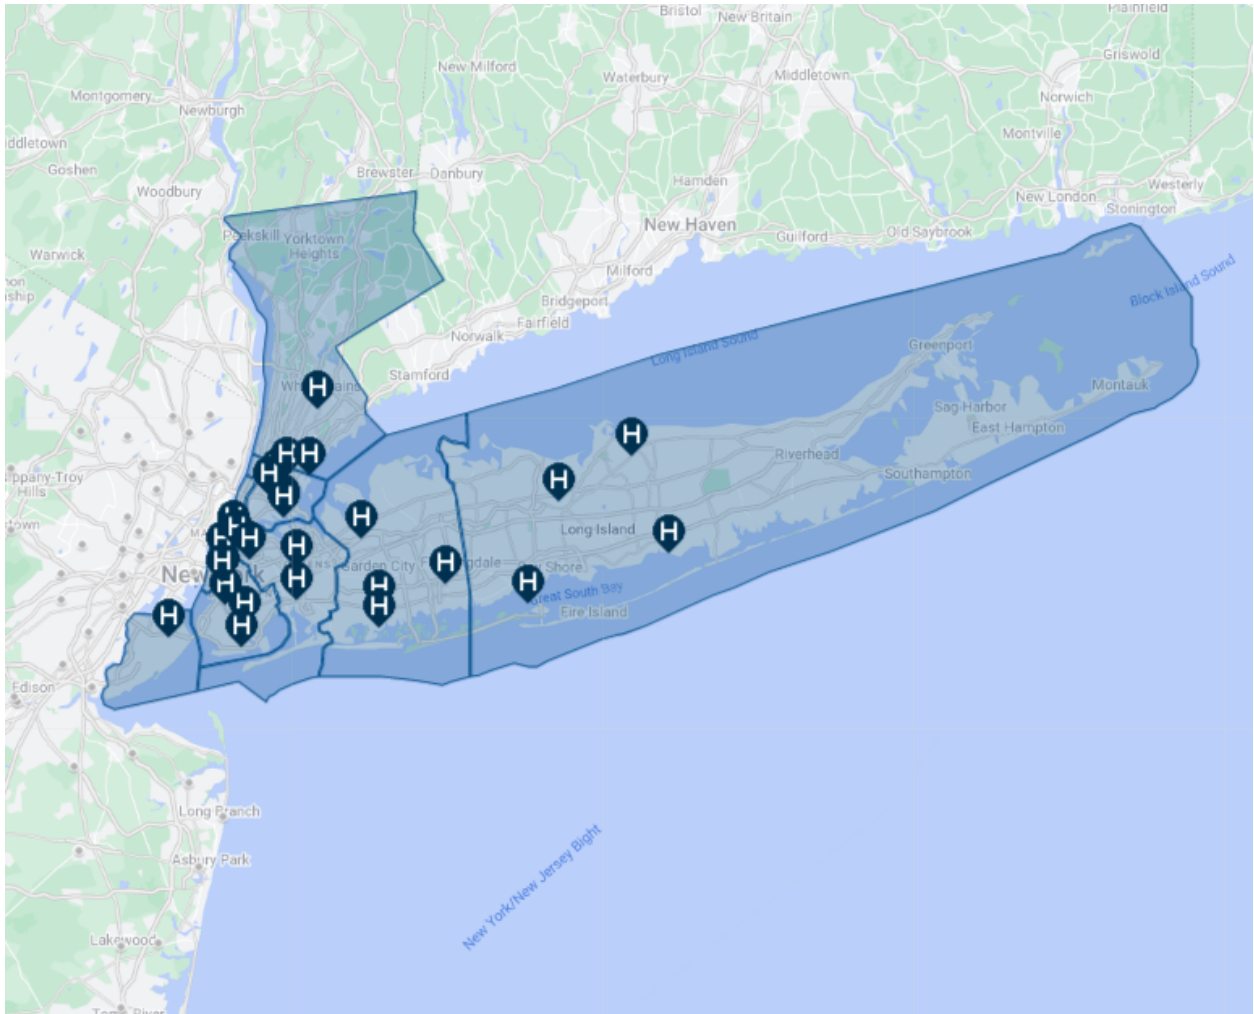 Bristol
New Britain
Plainfield
Griswold
New Milford
Waterbury
Middletown
Montgomery
Newburgh
Norwich
Montville
Goshen
Brewster
Danbury
Woodbury
Hamden
Westerly
New London
Stonington
New Haven
Peekskill
Yorktown
Heights
Guilford
Old Saybrook
Warwick
Milford
Block Island Sound
Bridgeport
Fairfield
Norwalk
Long Island Sound
Greenport
Stamford
Montauk
Sag Harbor
East Hampton
H
H
H
H
Riverhead
H
Southampton
Hills
H
H
H
H
H
H
H
H
Long Island
H
H
H
Garden City
H
H
H
H
H
Great South Bay
H
H
H
Fire Island
H
H
Edison
Long Branch
New York/New Jersey Bight
Asbury Park
Lakewood